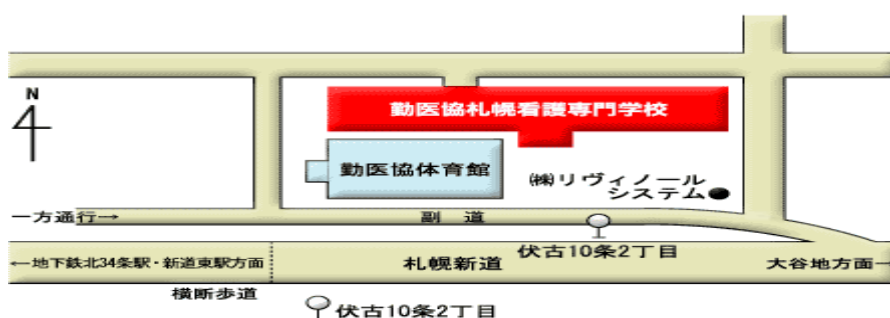 N
勤医協札幌看護専門学校
勤医協体育館
㈱リヴィノール
システム
一方通行→
副 道
伏古10条2丁目
←地下鉄北34条駅・新道東駅方面
札幌新道
大谷地方面→
横断歩道
伏古10条2丁目